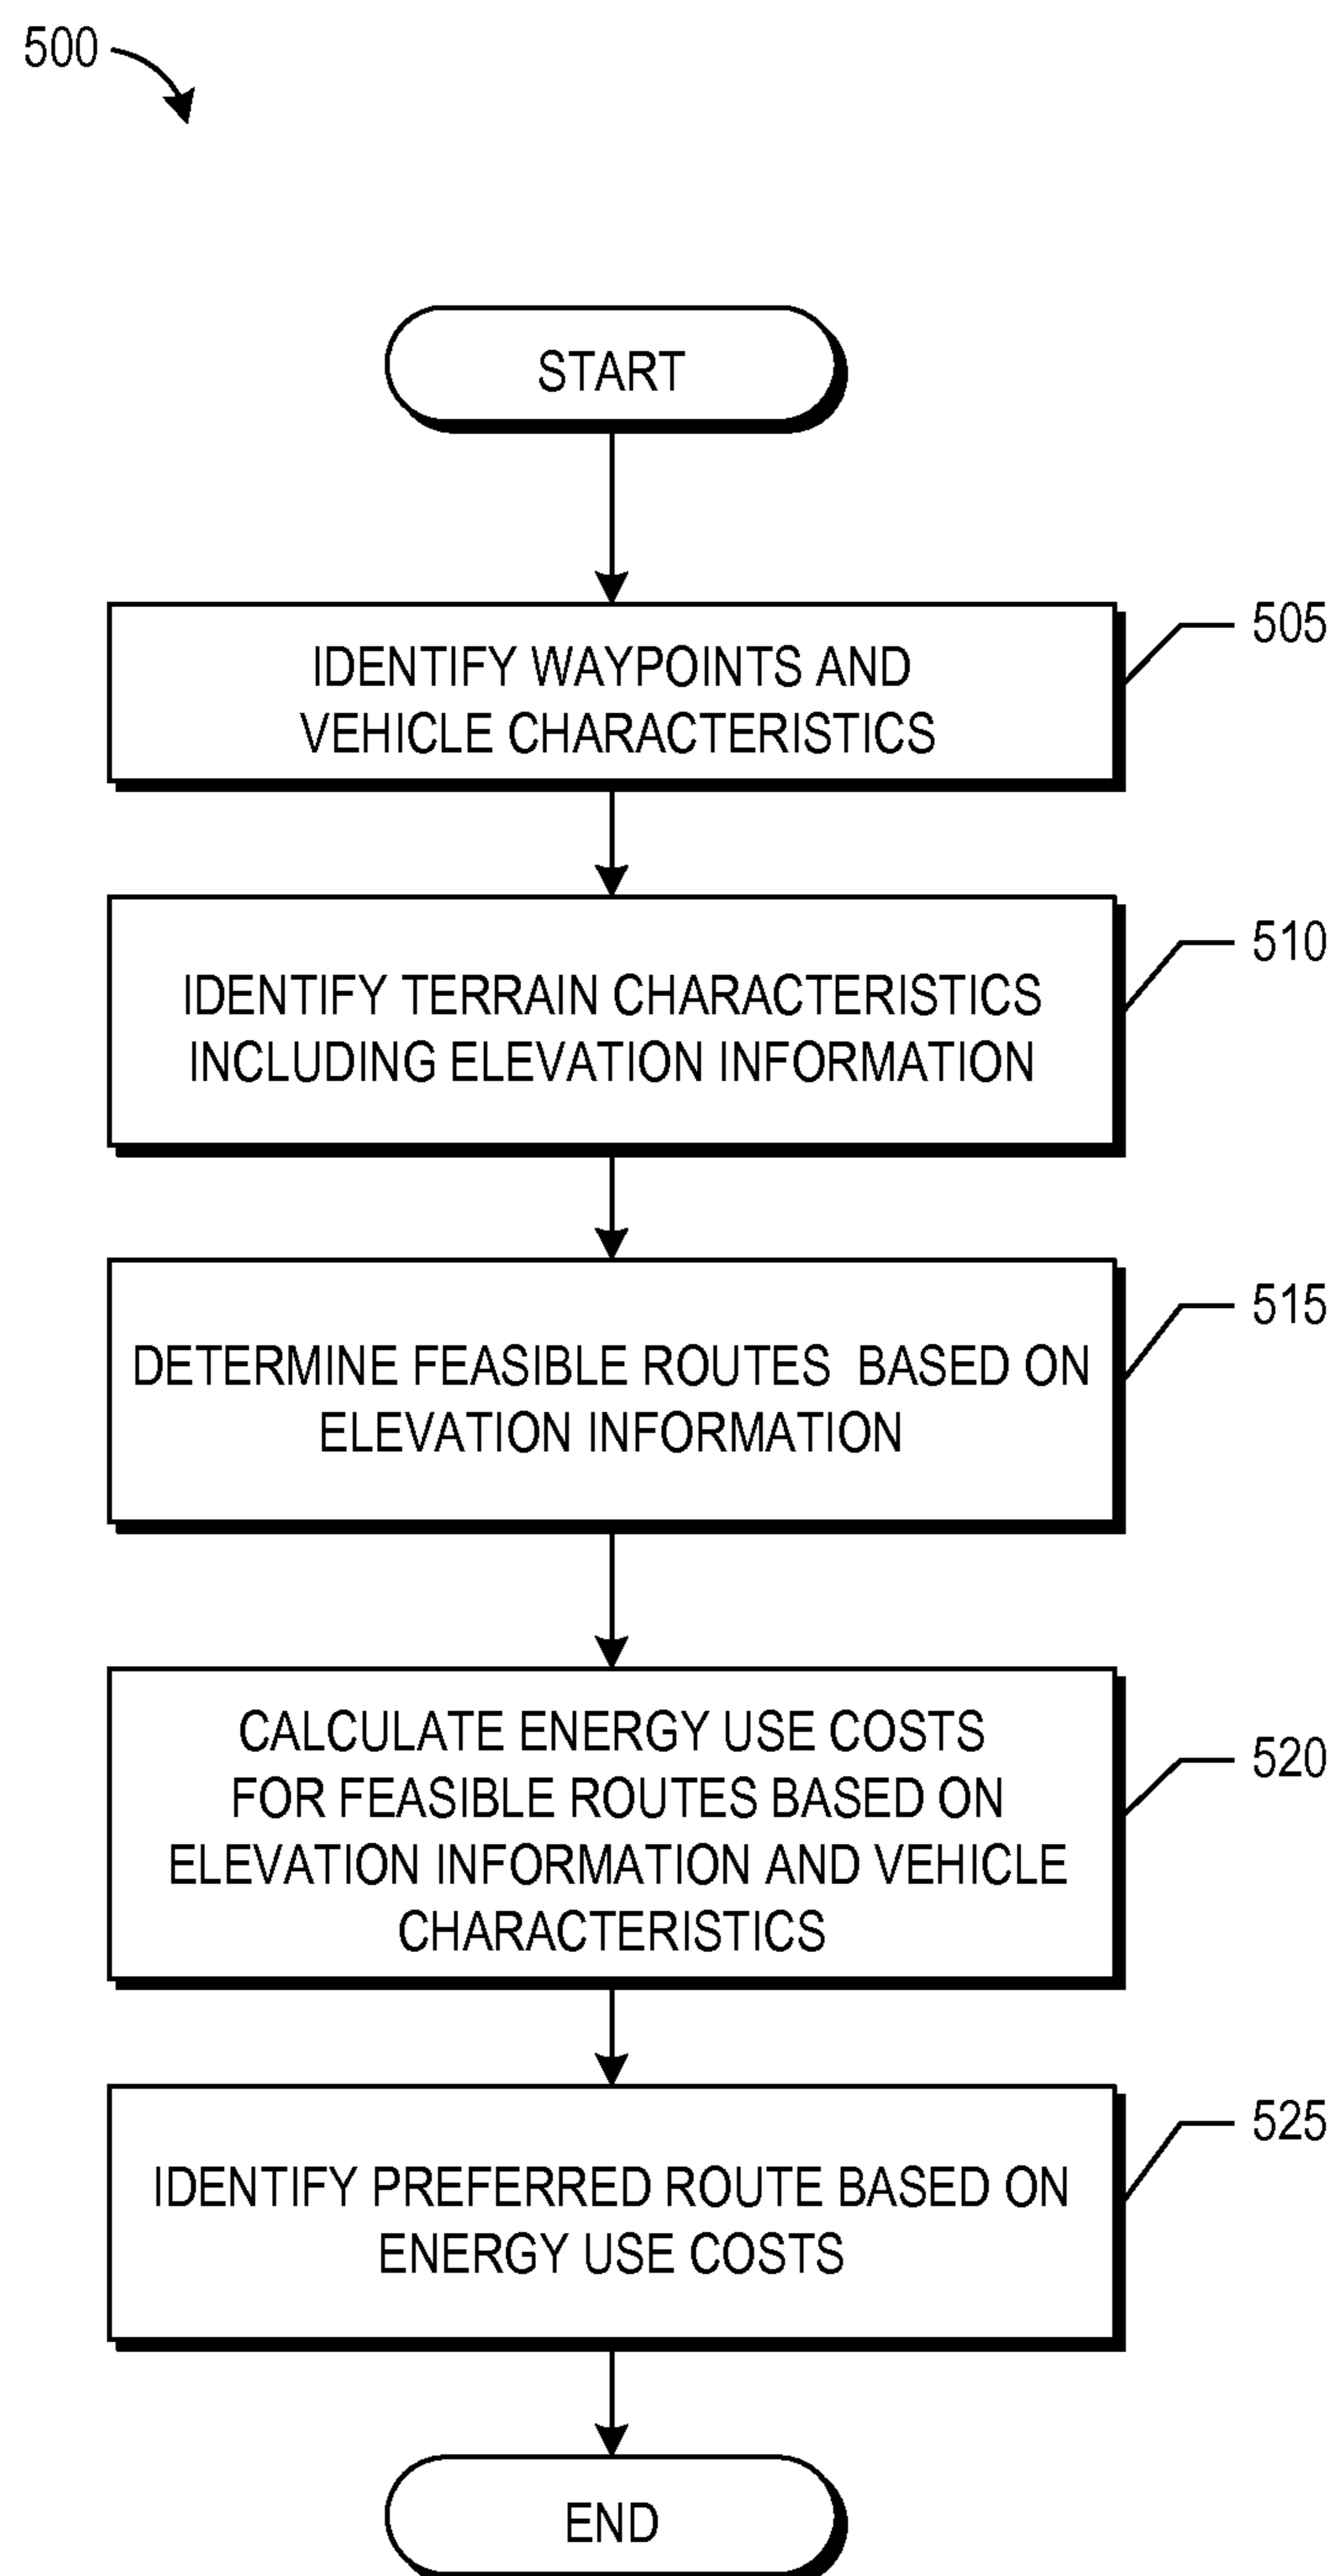 500
START
IDENTIFY WAYPOINTS AND
VEHICLE CHARACTERISTICS
505
IDENTIFY TERRAIN CHARACTERISTICS
INCLUDING ELEVATION INFORMATION
510
DETERMINE FEASIBLE ROUTES BASED ON
ELEVATION INFORMATION
515
CALCULATE ENERGY USE COSTS
FOR FEASIBLE ROUTES BASED ON
ELEVATION INFORMATION AND VEHICLE
CHARACTERISTICS
520
IDENTIFY PREFERRED ROUTE BASED ON
ENERGY USE COSTS
525
END